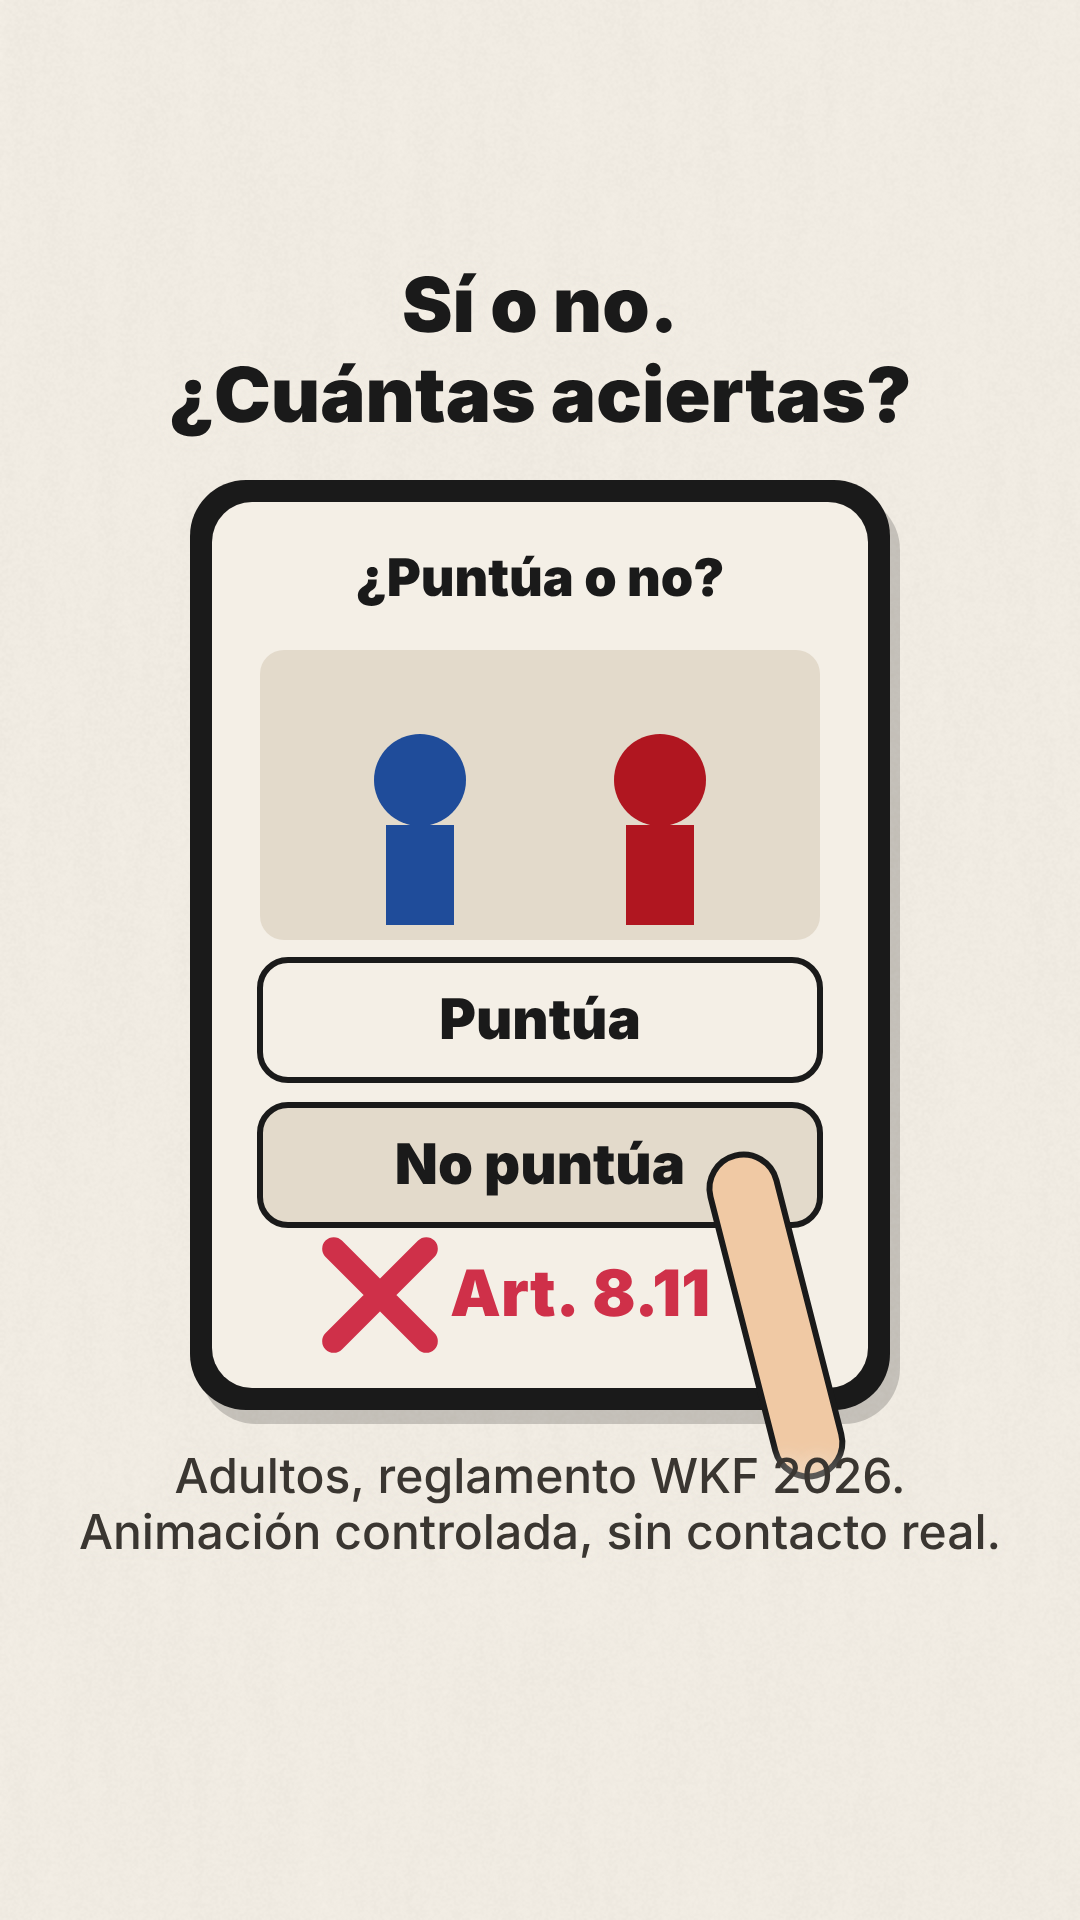 Sí o no.
¿Cuántas aciertas?
¿Puntúa o no?
Puntúa
No puntúa
Art. 8.11
Adultos, reglamento WKF 2026.
Animación controlada, sin contacto real.